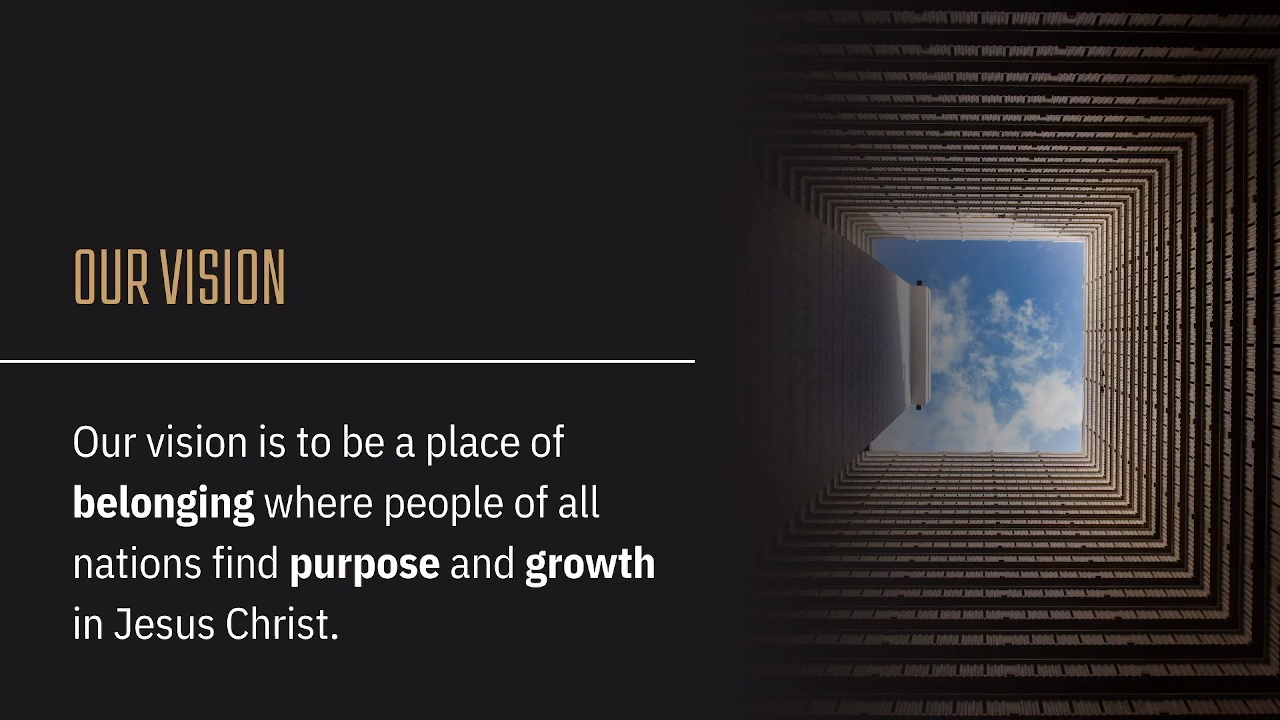 OUR VISION
Our vision is to be a place of
belonging where people of all
nations find purpose and growth
in Jesus Christ.